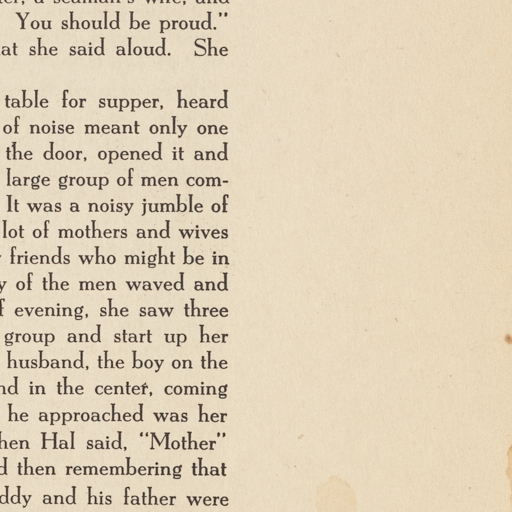 a seaman's wife, and
You should be proud."
at she said aloud. She
table for supper, heard
of noise meant only one
the door, opened it and
large group of men com-
It was a noisy jumble of
lot of mothers and wives
friends who might be in
y of the men waved and
f evening, she saw three
group and start up her
husband, the boy on the
nd in the center, coming
he approached was her
hen Hal said, "Mother"
d then remembering that
ddy and his father were